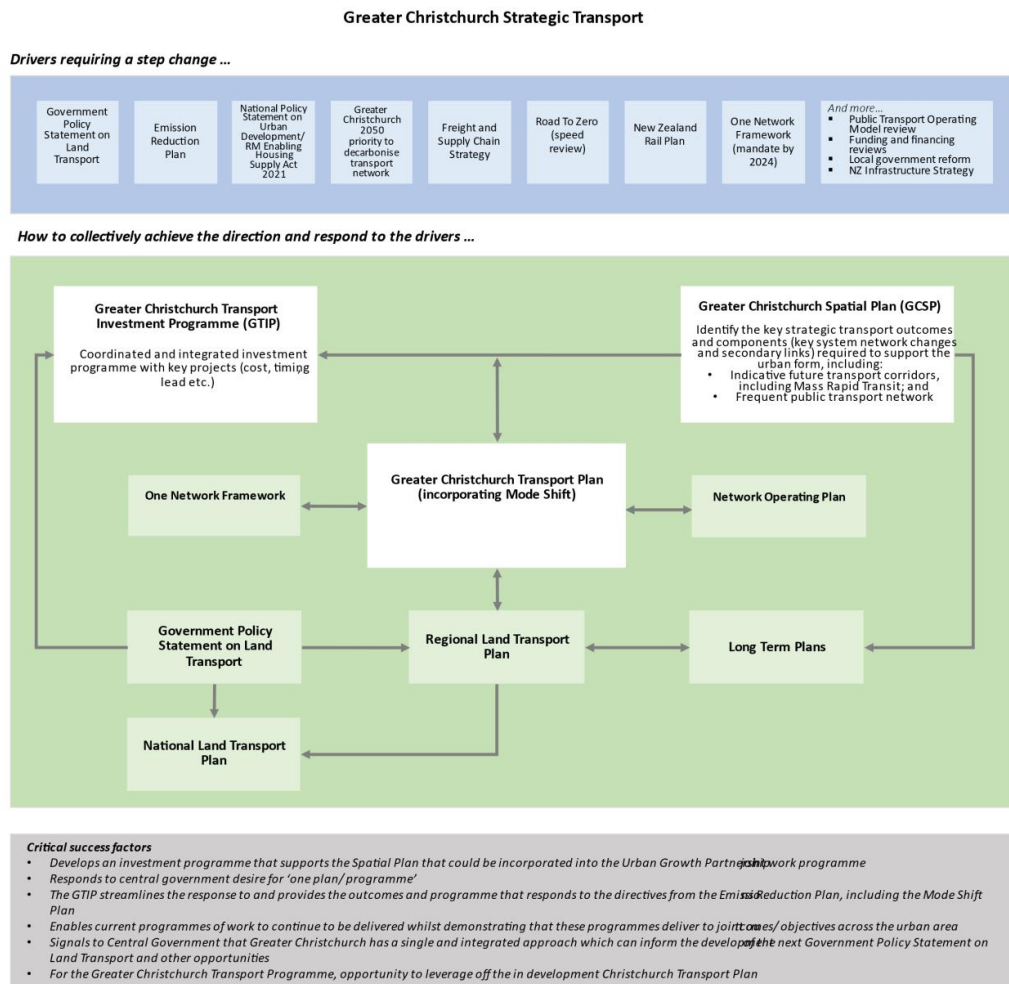 Greater Christchurch Strategic Transport
Drivers requiring a step change …
Government
Policy
Statement on
Land
Transport
Emission
Reduction
Plan
National Policy
Statement on
Urban
Development/
RM Enabling
Housing
Supply Act
2021
Greater
Christchurch
2050
priority to
decarbonise
transport
network
Freight and
Supply Chain
Strategy
Road To Zero
(speed
review)
New Zealand
Rail Plan
One Network
Framework
(mandate by
2024)
And more…
▪ Public Transport Operating
Model review
▪ Funding and financing
reviews
▪ Local government reform
▪ NZ Infrastructure Strategy
How to collectively achieve the direction and respond to the drivers …
Greater Christchurch Transport
Investment Programme (GTIP)
Coordinated and integrated investment
programme with key projects (cost, timing
lead etc.)
Greater Christchurch Spatial Plan (GCSP)
Identify the key strategic transport outcomes
and components (key system network changes
and secondary links) required to support the
urban form, including:
• Indicative future transport corridors,
including Mass Rapid Transit; and
• Frequent public transport network
Greater Christchurch Transport Plan
(incorporating Mode Shift)
One Network Framework
Network Operating Plan
Government Policy
Statement on Land
Transport
Regional Land Transport
Plan
Long Term Plans
National Land Transport
Plan
Critical success factors
• Develops an investment programme that supports the Spatial Plan that could be incorporated into the Urban Growth Partnership work programme
• Responds to central government desire for ‘one plan/ programme’
• The GTIP streamlines the response to and provides the outcomes and programme that responds to the directives from the Emission Reduction Plan, including the Mode Shift
Plan
• Enables current programmes of work to continue to be delivered whilst demonstrating that these programmes deliver to joint / objectives across the urban area
• Signals to Central Government that Greater Christchurch has a single and integrated approach which can inform the the next Government Policy Statement on
Land Transport and other opportunities
• For the Greater Christchurch Transport Programme, opportunity to leverage off the in development Christchurch Transport Plan